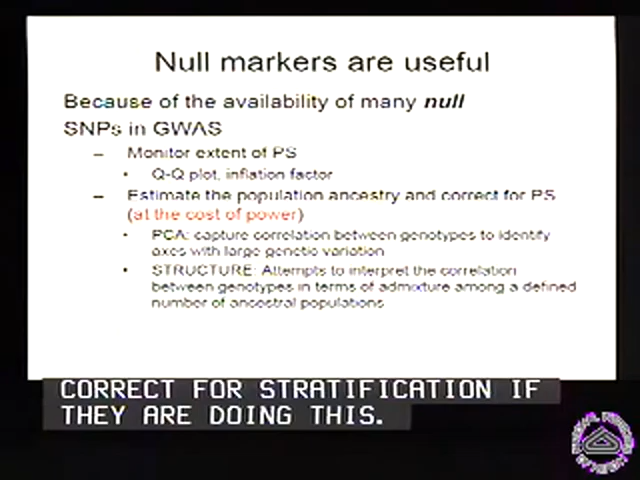 Null markers are useful
Because of the availability of many null
SNPs in GWAS
– Monitor extent of PS
• Q-Q plot, inflation factor
– Estimate the population ancestry and correct for PS
(at the cost of power)
• PCA: capture correlation between genotypes to identify
axes with large genetic variation
• STRUCTURE: Attempts to interpret the correlation
between genotypes in terms of admixture among a defined
number of ancestral populations
CORRECT FOR STRATIFICATION IF
THEY ARE DOING THIS.